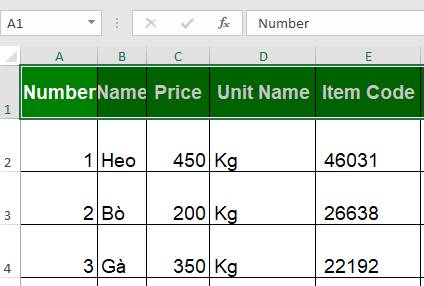 A1 fx Number
A B C D E
1 Number Name Price Unit Name Item Code
2 1 Heo 450 Kg 46031
3 2 Bò 200 Kg 26638
4 3 Gà 350 Kg 22192